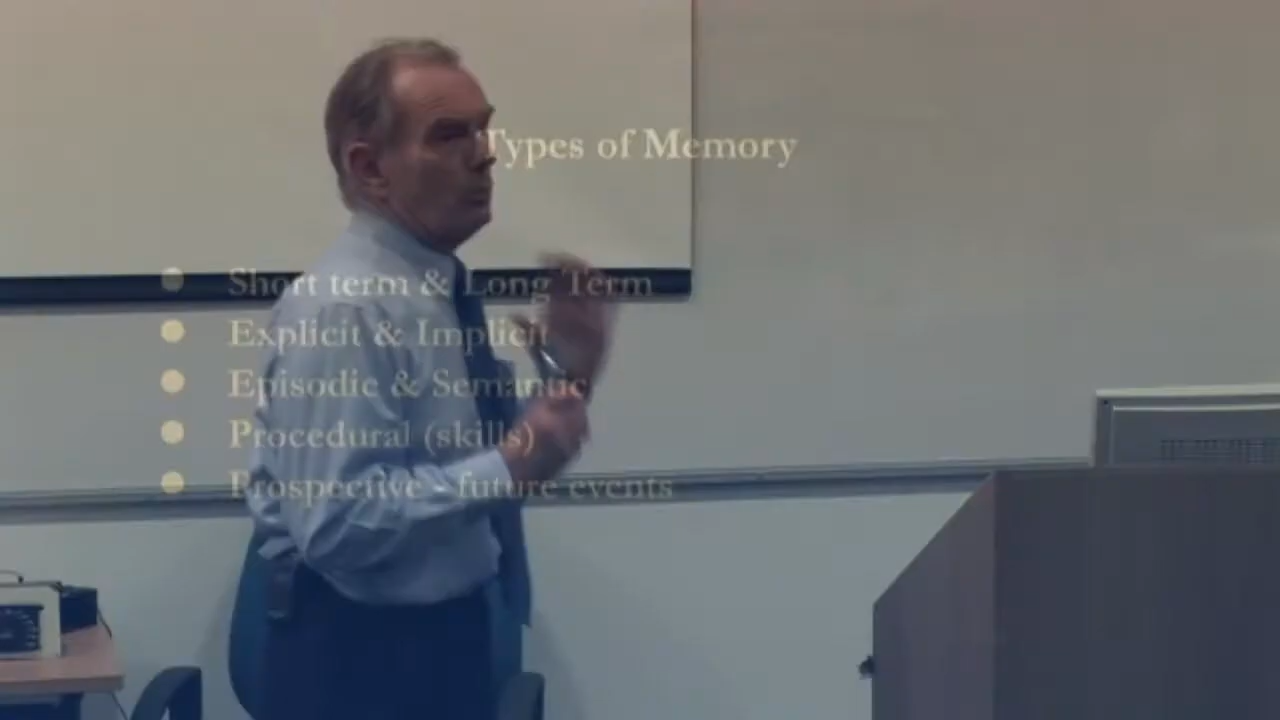 Types of Memory
Short term & Long Term
Explicit & Implicit
Episodic & Semantic
Procedural (skills)
Prospective - future events